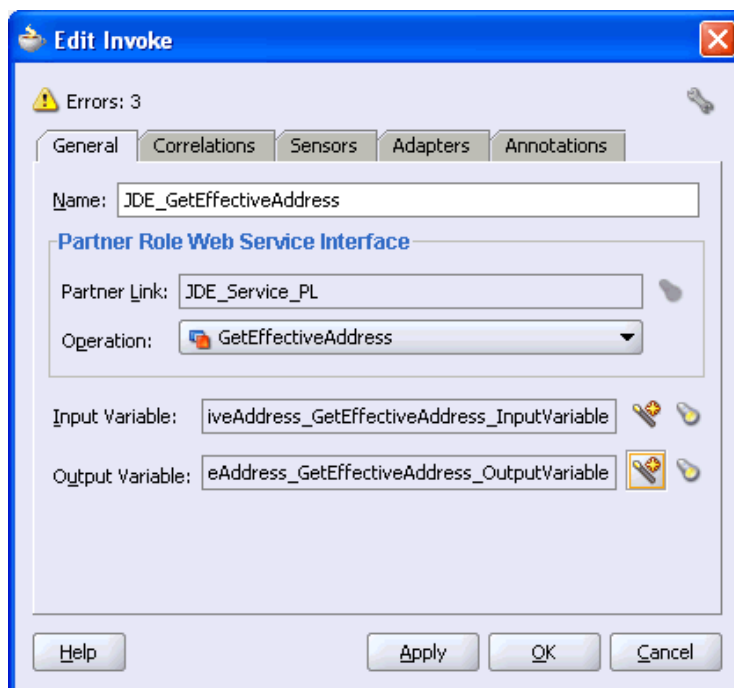 Edit Invoke
Errors: 3
General Correlations Sensors Adapters Annotations
Name: JDE_GetEffectiveAddress
Partner Role Web Service Interface
Partner Link: JDE_Service_PL
Operation: GetEffectiveAddress
Input Variable: iveAddress_GetEffectiveAddress_InputVariable
Output Variable: eAddress_GetEffectiveAddress_OutputVariable
Help Apply OK Cancel